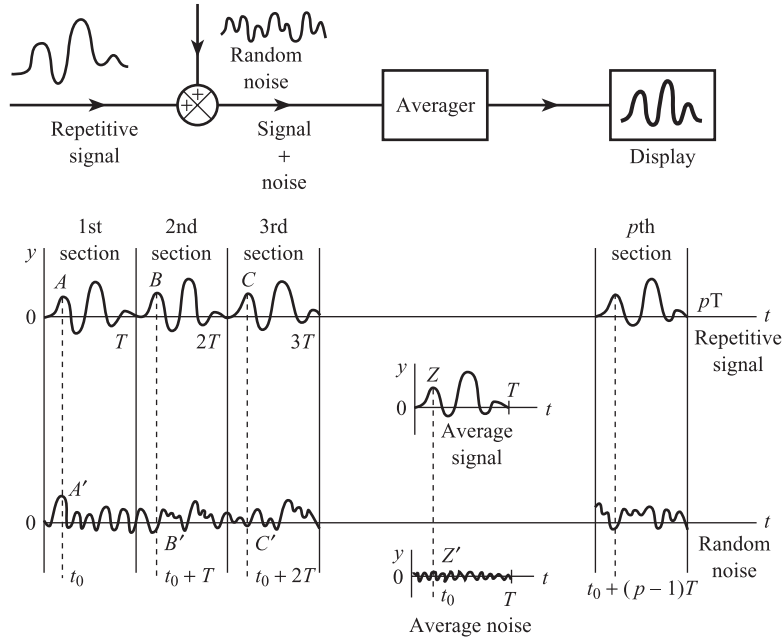 Random
noise
+
+
Averager
Repetitive
signal
Signal
+
noise
Display
1st
section
2nd
section
3rd
section
pth
section
y
A
B
C
0
T
2T
3T
pT
t
Repetitive
signal
y
Z
T
0
t
Average
signal
A′
0
B′
C′
t
Random
noise
t₀
t₀ + T
t₀ + 2T
y
Z′
0
t
t₀
T
Average noise
t₀ + (p − 1)T